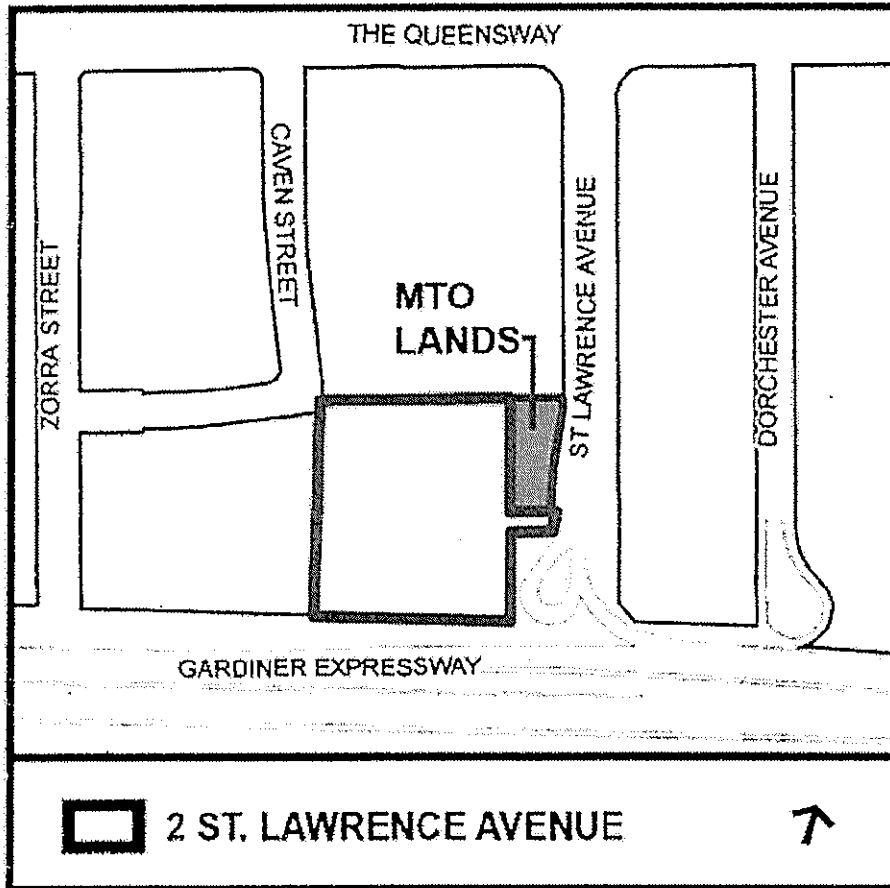 THE QUEENSWAY
CAVEN STREET
ZORRA STREET
MTO
LANDS
ST LAWRENCE AVENUE
DORCHESTER AVENUE
GARDINER EXPRESSWAY
2 ST. LAWRENCE AVENUE